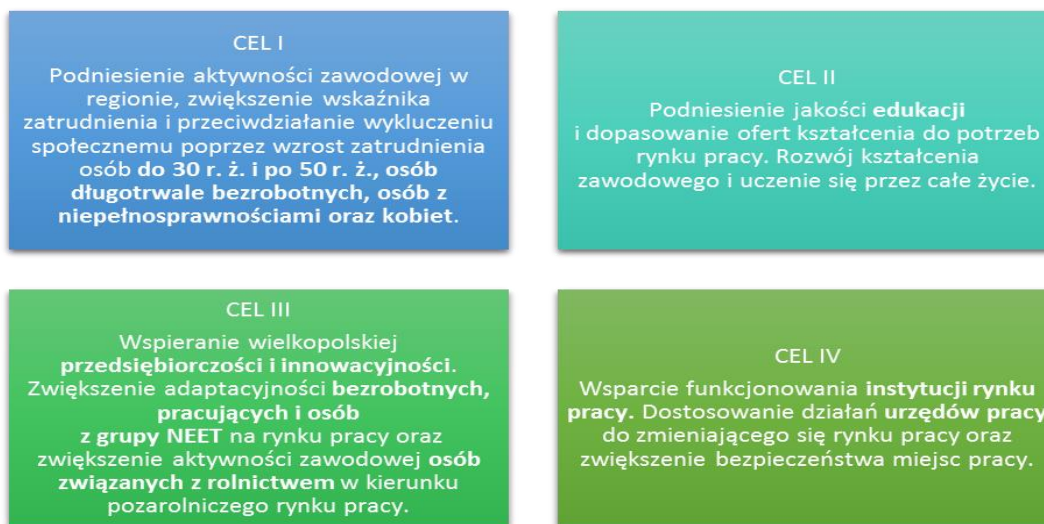 CEL I
Podniesienie aktywności zawodowej w
regionie, zwiększenie wskaźnika
zatrudnienia i przeciwdziałanie wykluczeniu
społecznemu poprzez wzrost zatrudnienia
osób do 30 r. ż. i po 50 r. ż., osób
długotrwale bezrobotnych, osób z
niepełnosprawnościami oraz kobiet.
CEL II
Podniesienie jakości edukacji
i dopasowanie ofert kształcenia do potrzeb
rynku pracy. Rozwój kształcenia
zawodowego i uczenie się przez całe życie.
CEL III
Wspieranie wielkopolskiej
przedsiębiorczości i innowacyjności.
Zwiększenie adaptacyjności bezrobotnych,
pracujących i osób
z grupy NEET na rynku pracy oraz
zwiększenie aktywności zawodowej osób
związanych z rolnictwem w kierunku
pozarolniczego rynku pracy.
CEL IV
Wsparcie funkcjonowania instytucji rynku
pracy. Dostosowanie działań urzędów pracy
do zmieniającego się rynku pracy oraz
zwiększenie bezpieczeństwa miejsc pracy.